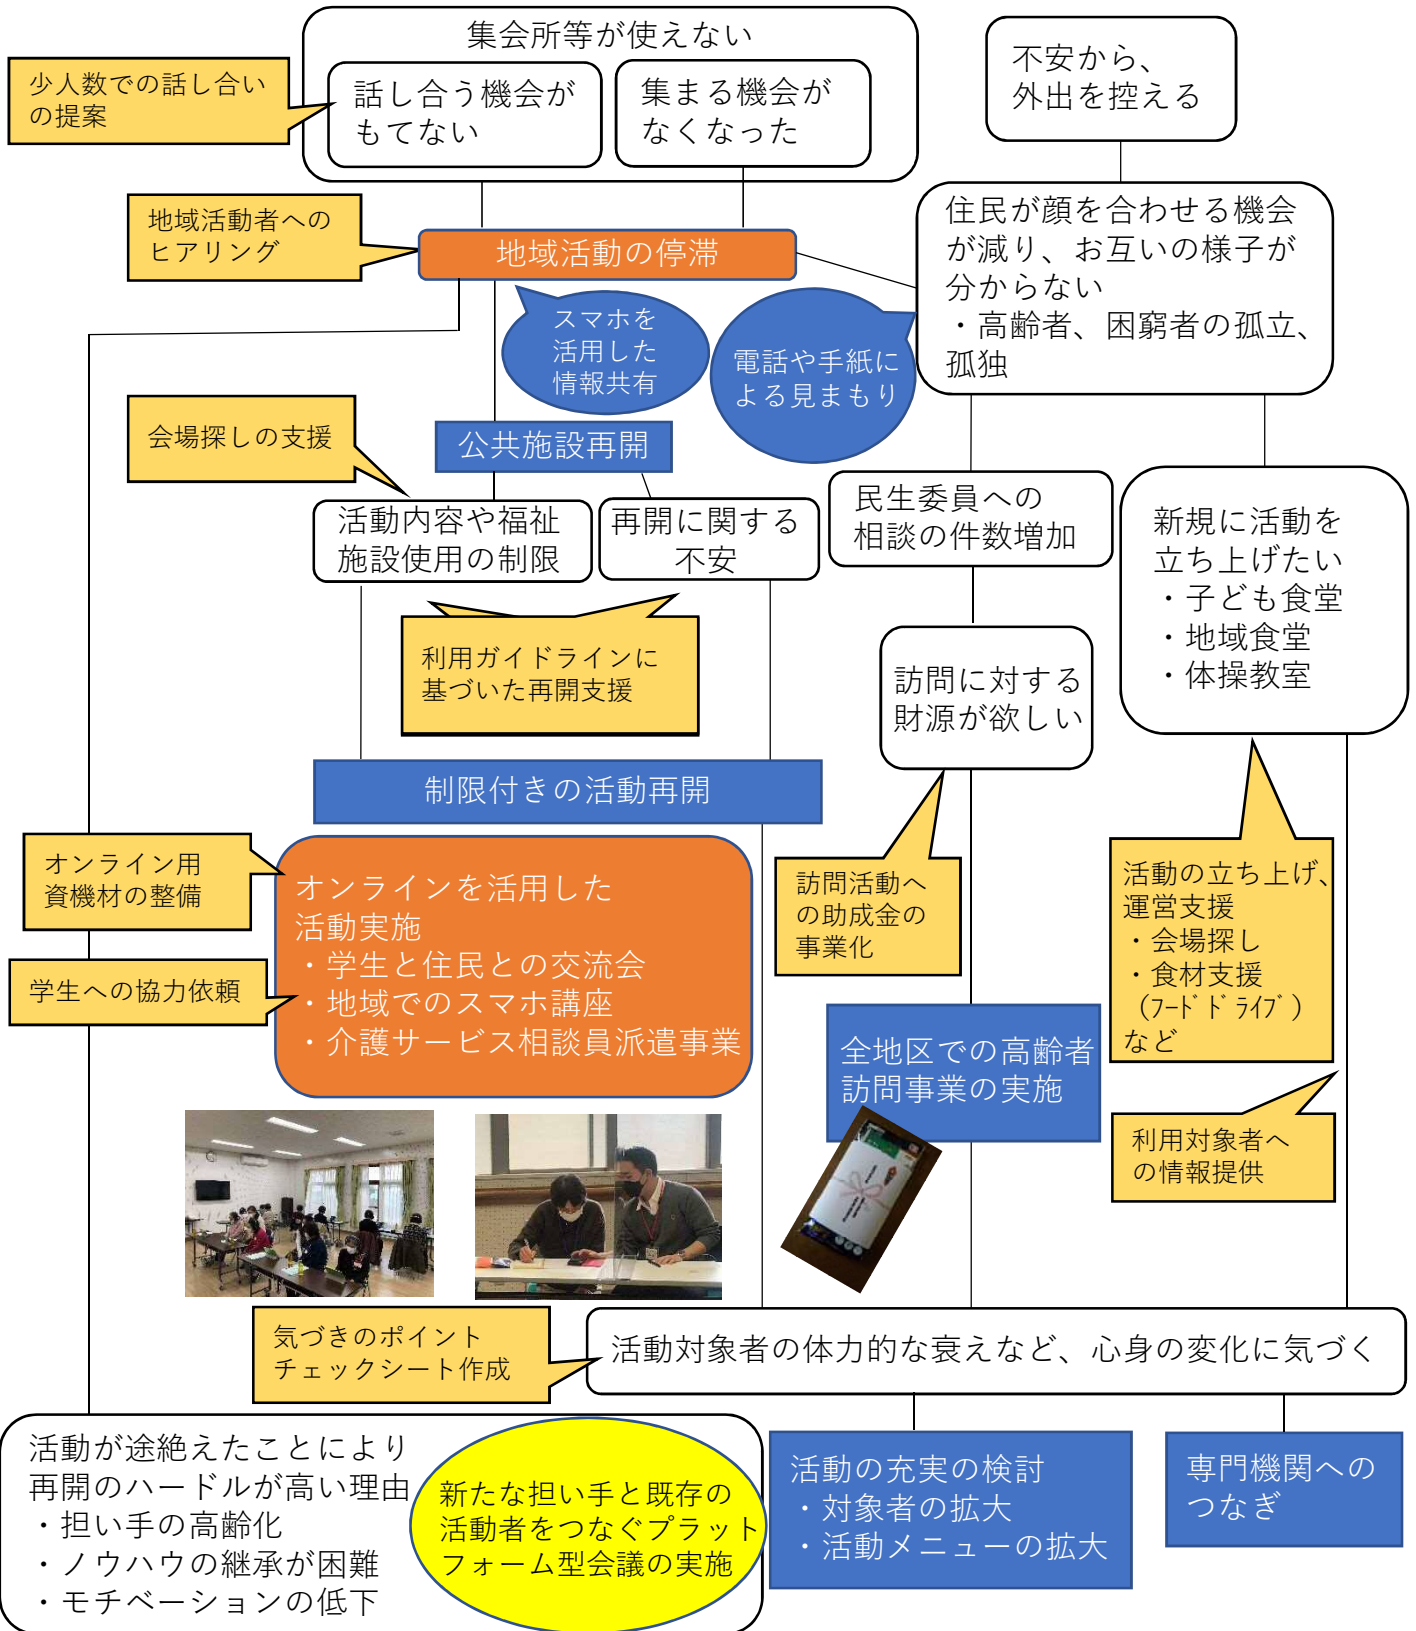 集会所等が使えない
話し合う機会が
もてない
集まる機会が
なくなった
不安から、
外出を控える
少人数での話し合い
の提案
地域活動者への
ヒアリング
地域活動の停滞
住民が顔を合わせる機会
が減り、お互いの様子が
分からない
・高齢者、困窮者の孤立、
孤独
スマホを
活用した
情報共有
電話や手紙に
よる見まもり
会場探しの支援
公共施設再開
活動内容や福祉
施設使用の制限
再開に関する
不安
民生委員への
相談の件数増加
新規に活動を
立ち上げたい
・子ども食堂
・地域食堂
・体操教室
利用ガイドラインに
基づいた再開支援
訪問に対する
財源が欲しい
制限付きの活動再開
オンライン用
資機材の整備
オンラインを活用した
活動実施
・学生と住民との交流会
・地域でのスマホ講座
・介護サービス相談員派遣事業
学生への協力依頼
訪問活動へ
の助成金の
事業化
活動の立ち上げ、
運営支援
・会場探し
・食材支援
（ﾌｰﾄﾞﾄﾞﾗｲﾌﾞ）
など
全地区での高齢者
訪問事業の実施
利用対象者へ
の情報提供
気づきのポイント
チェックシート作成
活動対象者の体力的な衰えなど、心身の変化に気づく
活動が途絶えたことにより
再開のハードルが高い理由
・担い手の高齢化
・ノウハウの継承が困難
・モチベーションの低下
新たな担い手と既存の
活動者をつなぐプラット
フォーム型会議の実施
活動の充実の検討
・対象者の拡大
・活動メニューの拡大
専門機関への
つなぎ